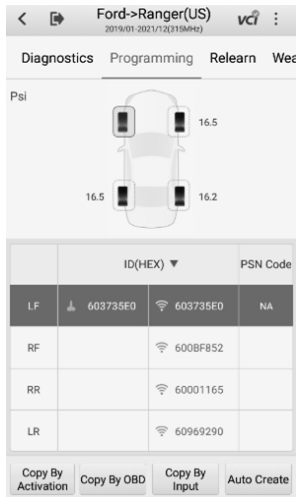 Ford->Ranger(US)
vci
2019/01-2021/12(315MHz)
Diagnostics Programming Relearn Wea
Psi
16.5
16.5 16.2
ID(HEX) ▼ PSN Code
LF 603735E0 603735E0 NA
RF 600BF852
RR 60001165
LR 60969290
Copy By Activation
Copy By OBD
Copy By Input
Auto Create